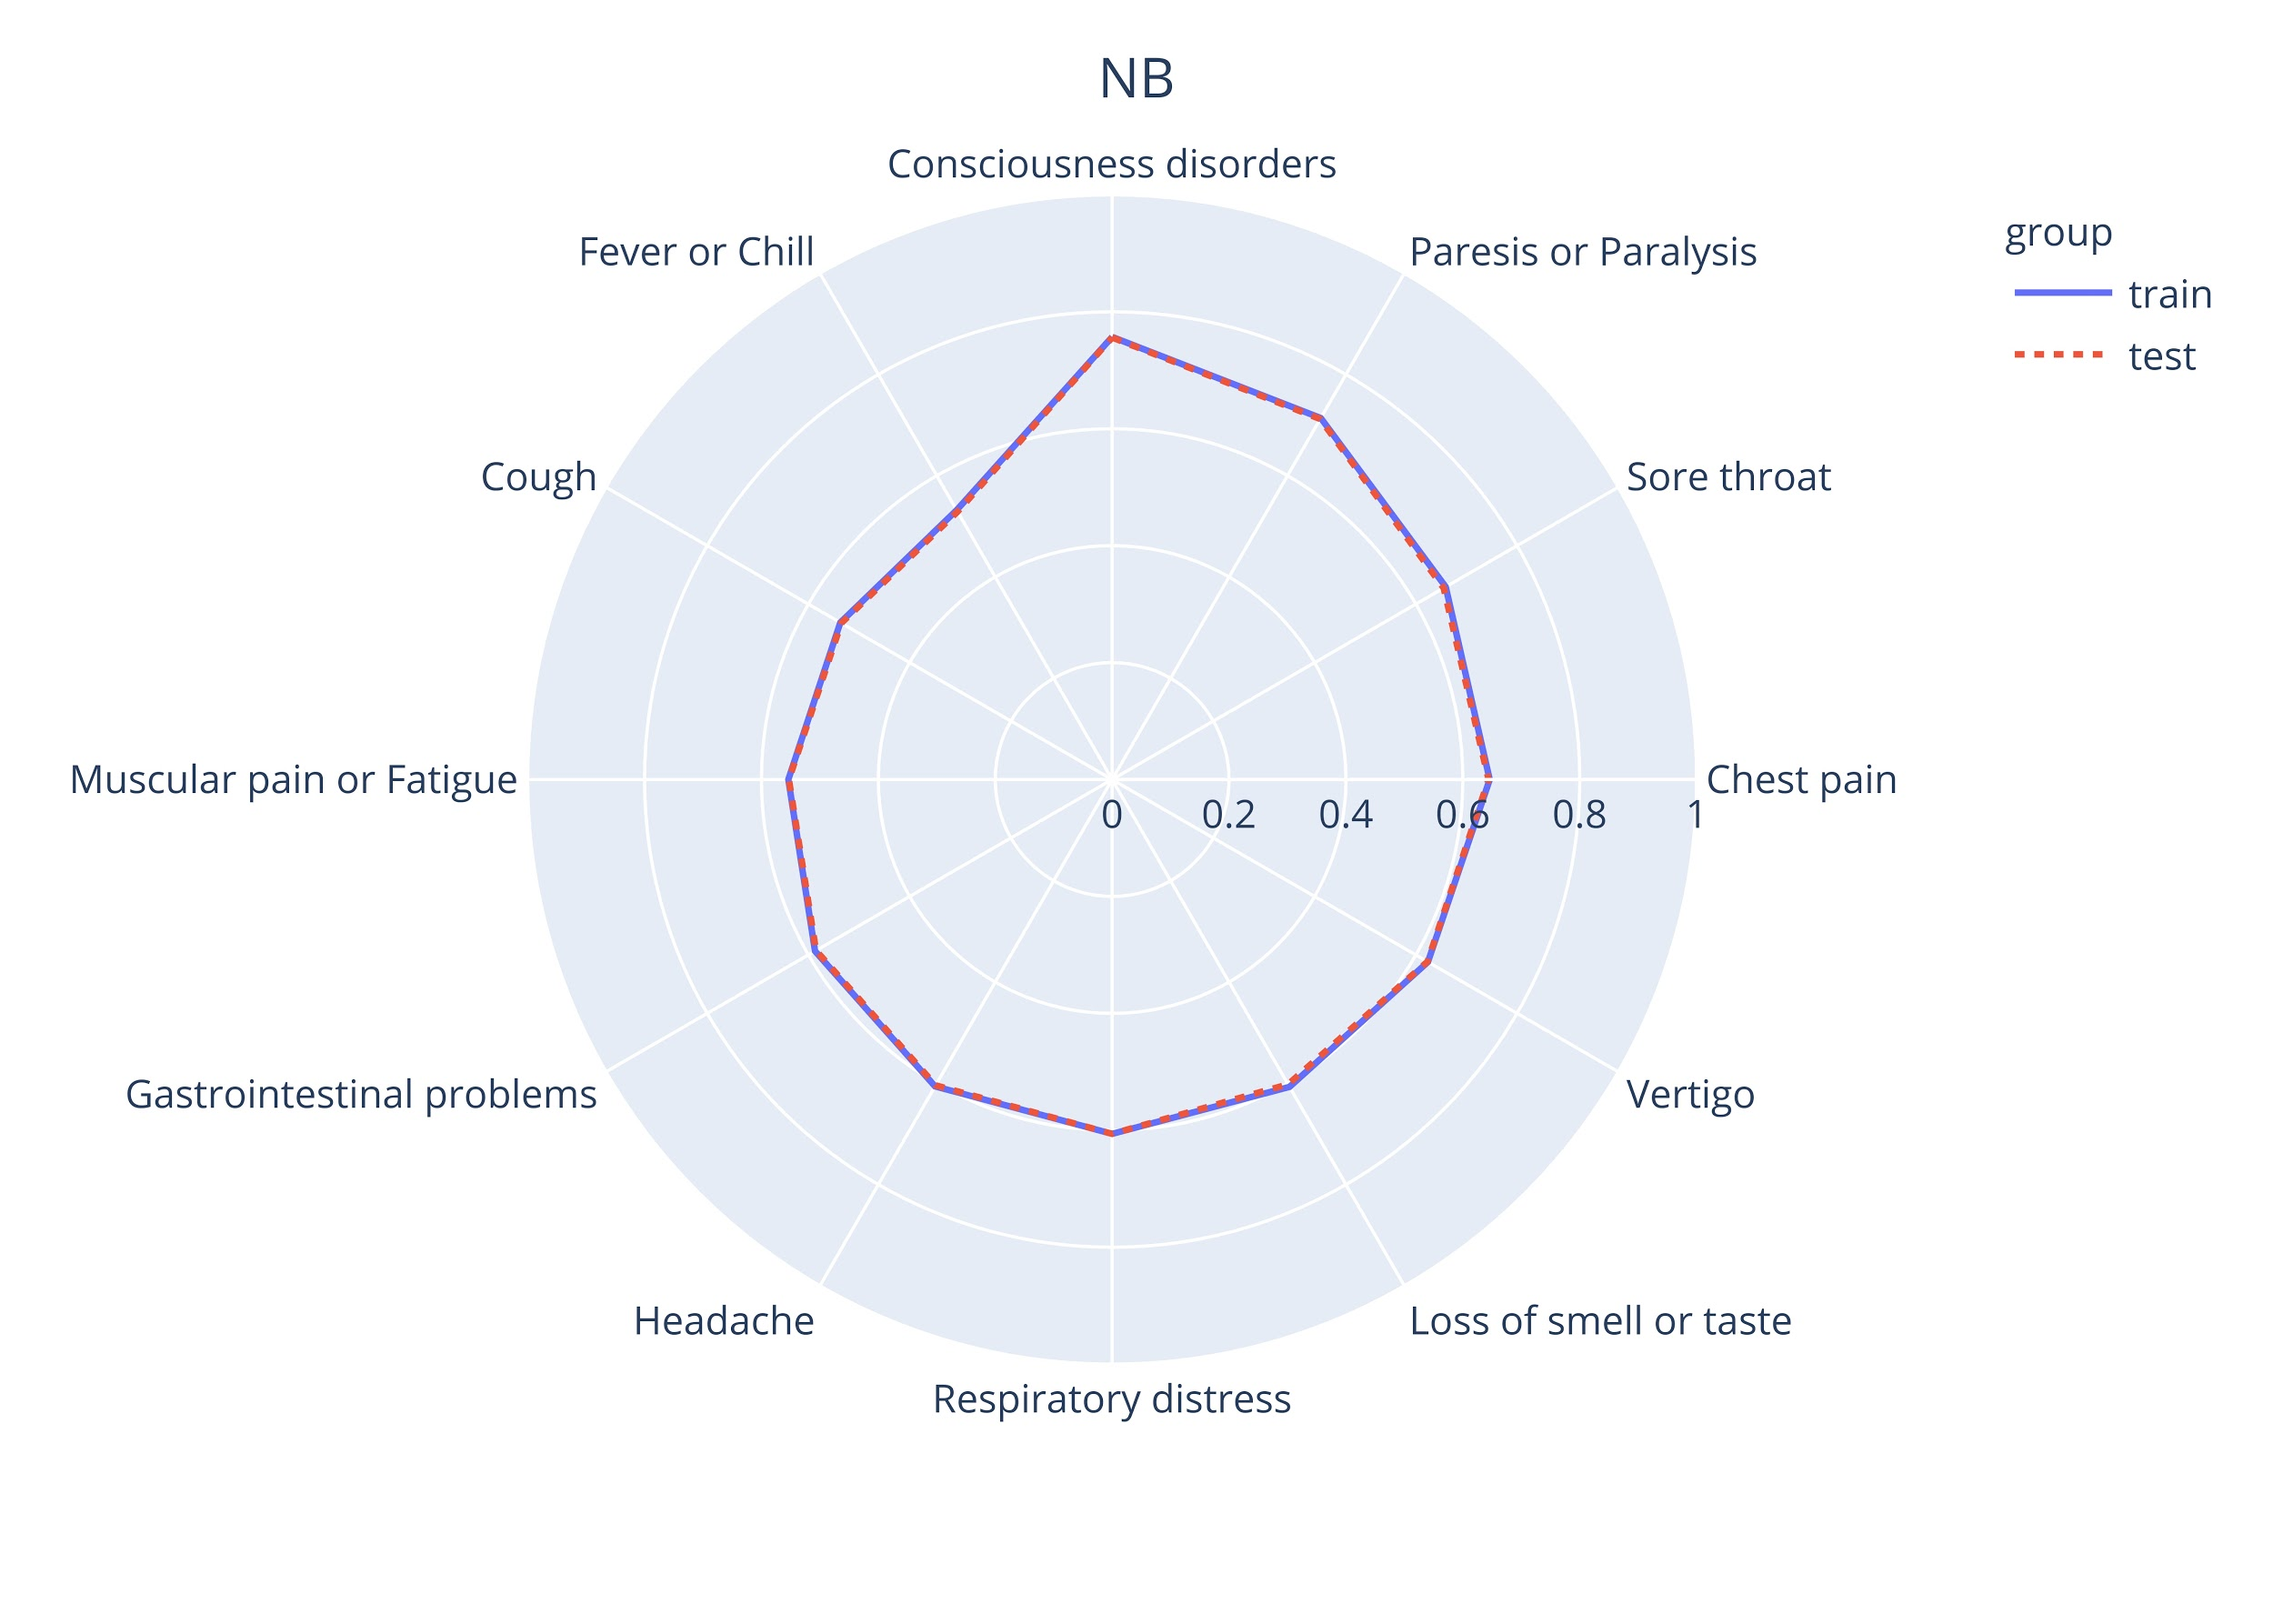 NB
Consciousness disorders
Fever or Chill
Paresis or Paralysis
group
train
test
Cough
Sore throat
Muscular pain or Fatigue
Chest pain
0 0.2 0.4 0.6 0.8 1
Gastrointestinal problems
Vertigo
Headache
Loss of smell or taste
Respiratory distress